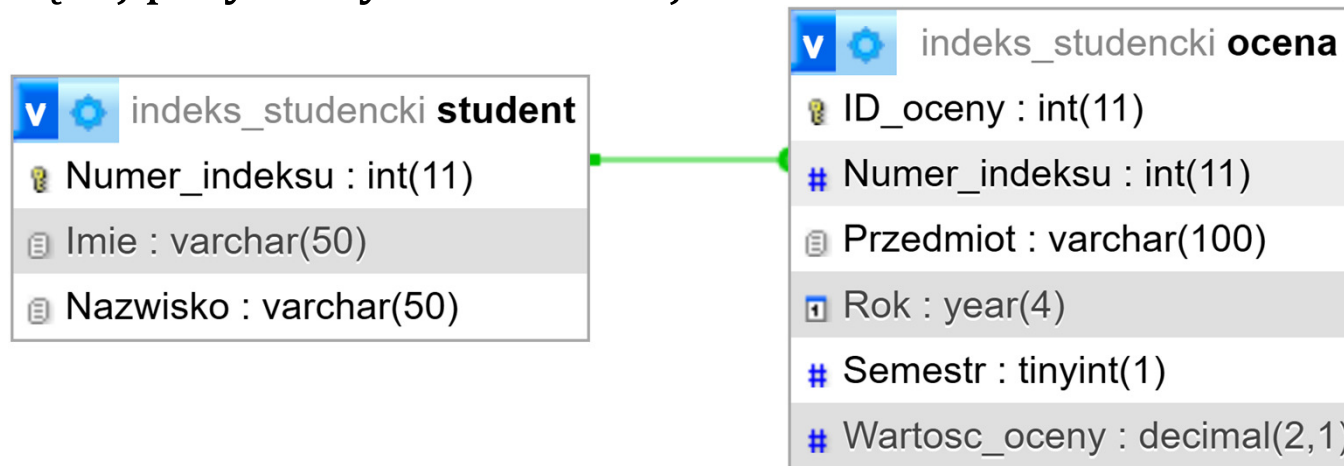 indeks_studencki student
Numer_indeksu : int(11)
Imie : varchar(50)
Nazwisko : varchar(50)
indeks_studencki ocena
ID_oceny : int(11)
Numer_indeksu : int(11)
Przedmiot : varchar(100)
Rok : year(4)
Semestr : tinyint(1)
Wartosc_oceny : decimal(2,1)